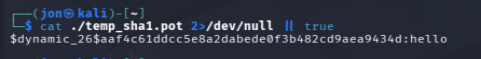 ┌──(jon㉿kali)-[~]
└─$ cat ./temp_sha1.pot 2>/dev/null || true
$dynamic_26$aaf4c61ddcc5e8a2dabede0f3b482cd9aea9434d:hello